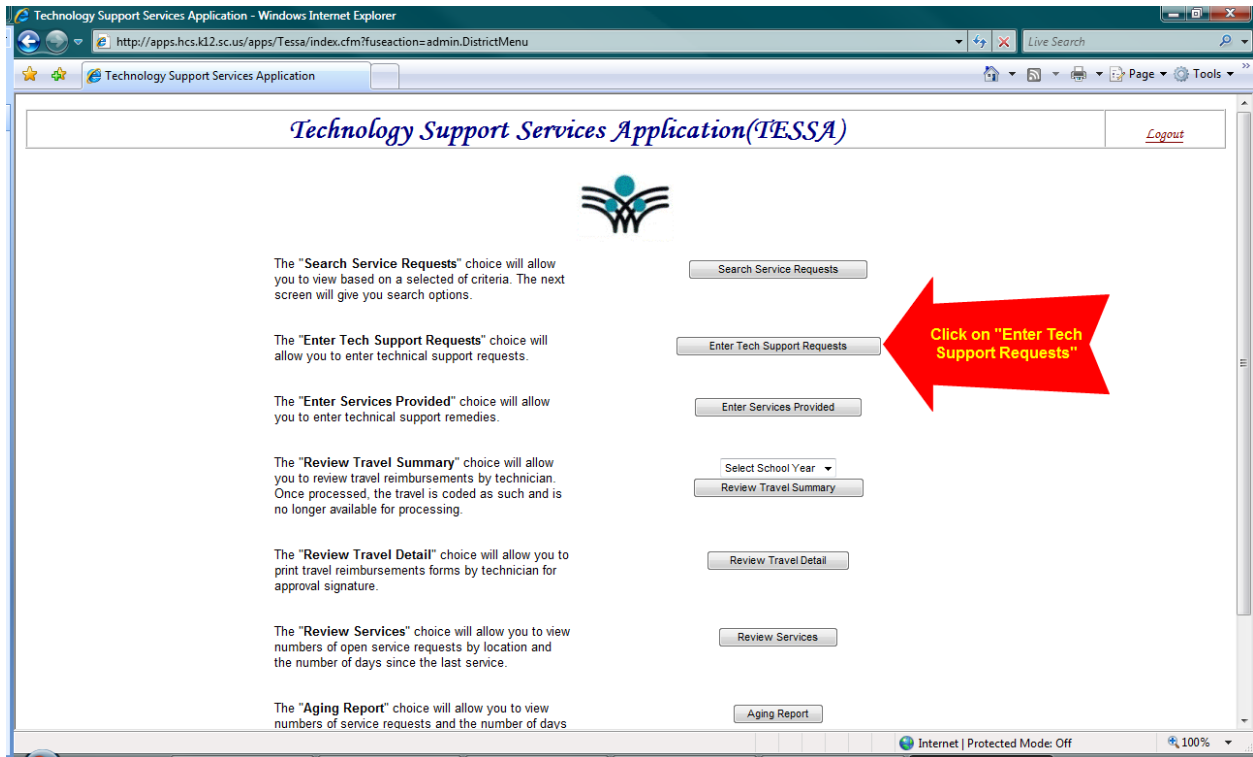 Technology Support Services Application - Windows Internet Explorer
http://apps.hcs.k12.sc.us/apps/Tessa/index.cfm?fuseaction=admin.DistrictMenu
Live Search
Technology Support Services Application
Page
Tools
Technology Support Services Application(TESSA)
Logout
The "Search Service Requests" choice will allow
you to view based on a selected of criteria. The next
screen will give you search options.
Search Service Requests
The "Enter Tech Support Requests" choice will
allow you to enter technical support requests.
Enter Tech Support Requests
Click on "Enter Tech
Support Requests"
The "Enter Services Provided" choice will allow
you to enter technical support remedies.
Enter Services Provided
The "Review Travel Summary" choice will allow
you to review travel reimbursements by technician.
Once processed, the travel is coded as such and is
no longer available for processing.
Select School Year
Review Travel Summary
The "Review Travel Detail" choice will allow you to
print travel reimbursements forms by technician for
approval signature.
Review Travel Detail
The "Review Services" choice will allow you to view
numbers of open service requests by location and
the number of days since the last service.
Review Services
The "Aging Report" choice will allow you to view
numbers of service requests and the number of days
Aging Report
Internet | Protected Mode: Off
100%